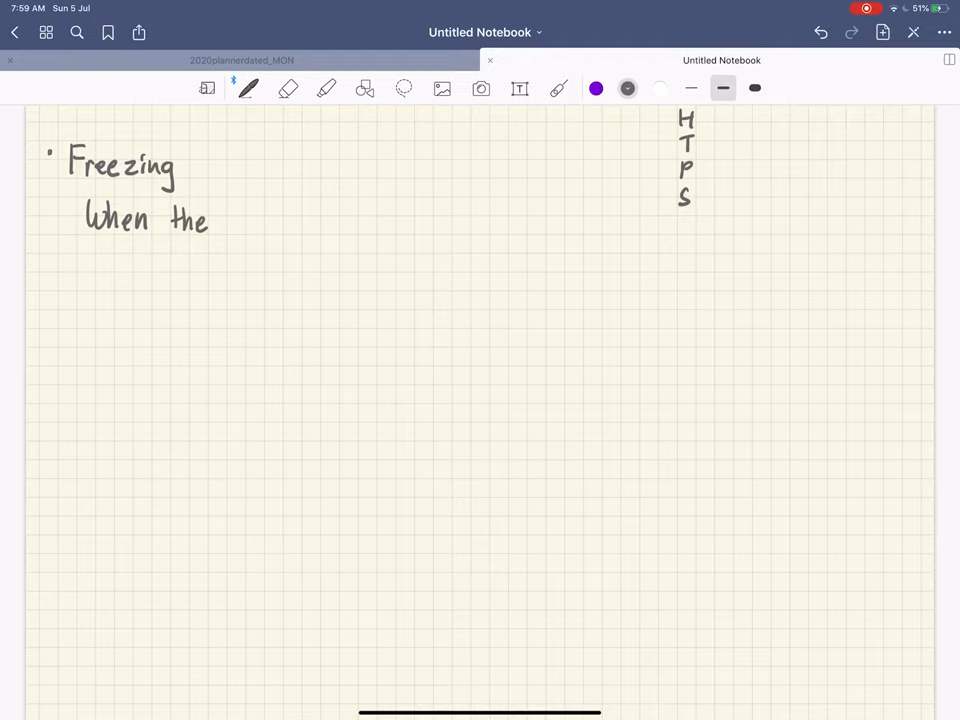 7:59 AM Sun 5 Jul
51%
Untitled Notebook
2020plannerdated_MON
Untitled Notebook
T
H
T
P
S
• Freezing
When the